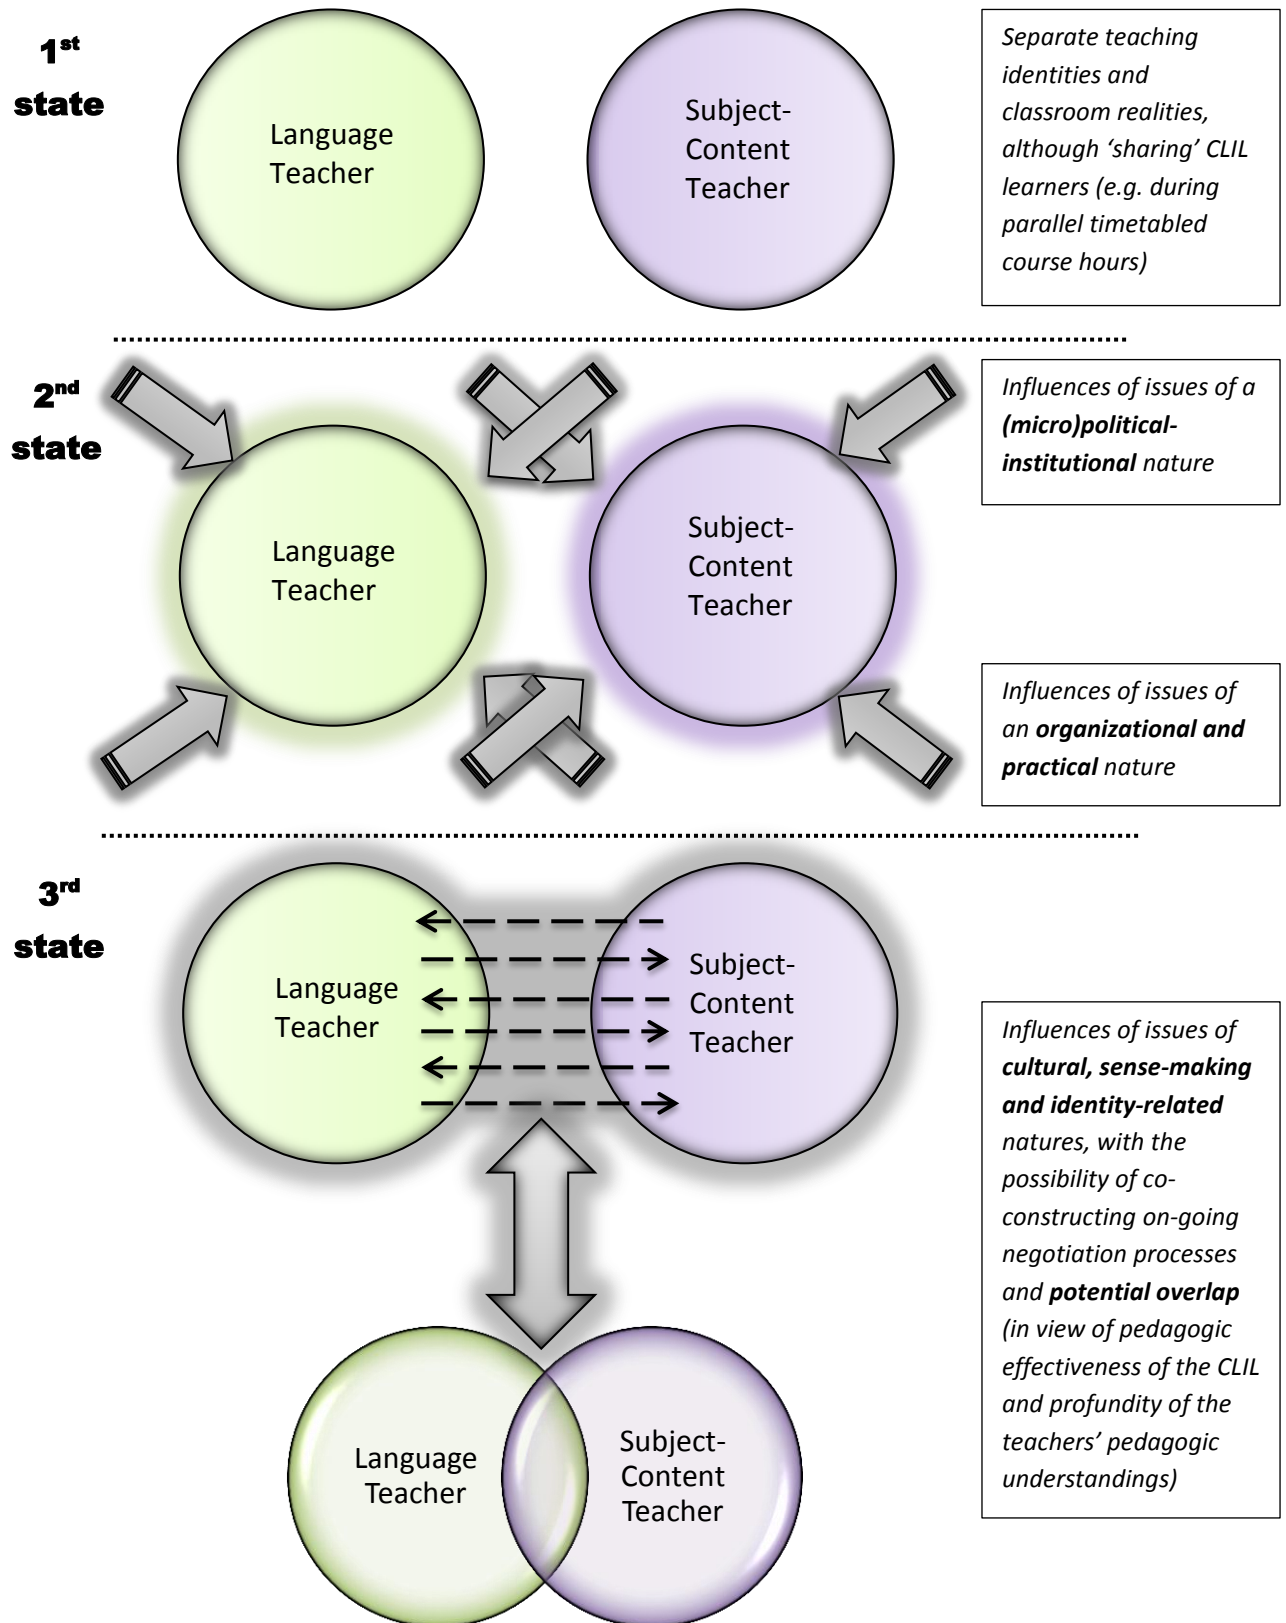 1st
state
Language
Teacher
Subject-
Content
Teacher
Separate teaching
identities and
classroom realities,
although ‘sharing’ CLIL
learners (e.g. during
parallel timetabled
course hours)
2nd
state
Language
Teacher
Subject-
Content
Teacher
Influences of issues of a
(micro)political-
institutional nature
Influences of issues of
an organizational and
practical nature
3rd
state
Language
Teacher
Subject-
Content
Teacher
Influences of issues of
cultural, sense-making
and identity-related
natures, with the
possibility of co-
constructing on-going
negotiation processes
and potential overlap
(in view of pedagogic
effectiveness of the CLIL
and profundity of the
teachers’ pedagogic
understandings)
Language
Teacher
Subject-
Content
Teacher